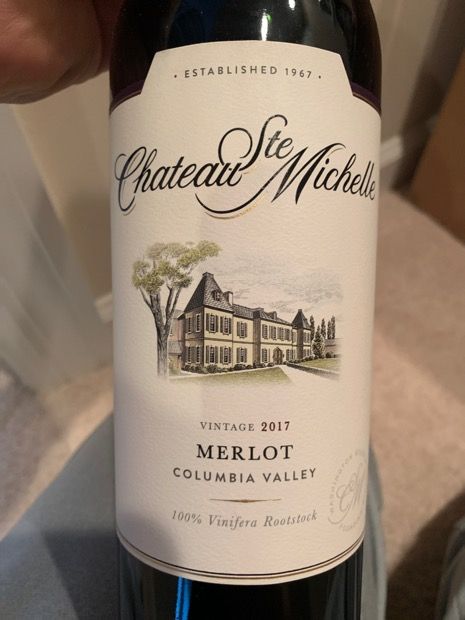 · ESTABLISHED 1967 ·
Chateau Ste Michelle
VINTAGE 2017
MERLOT
COLUMBIA VALLEY
100% Vinifera Rootstock